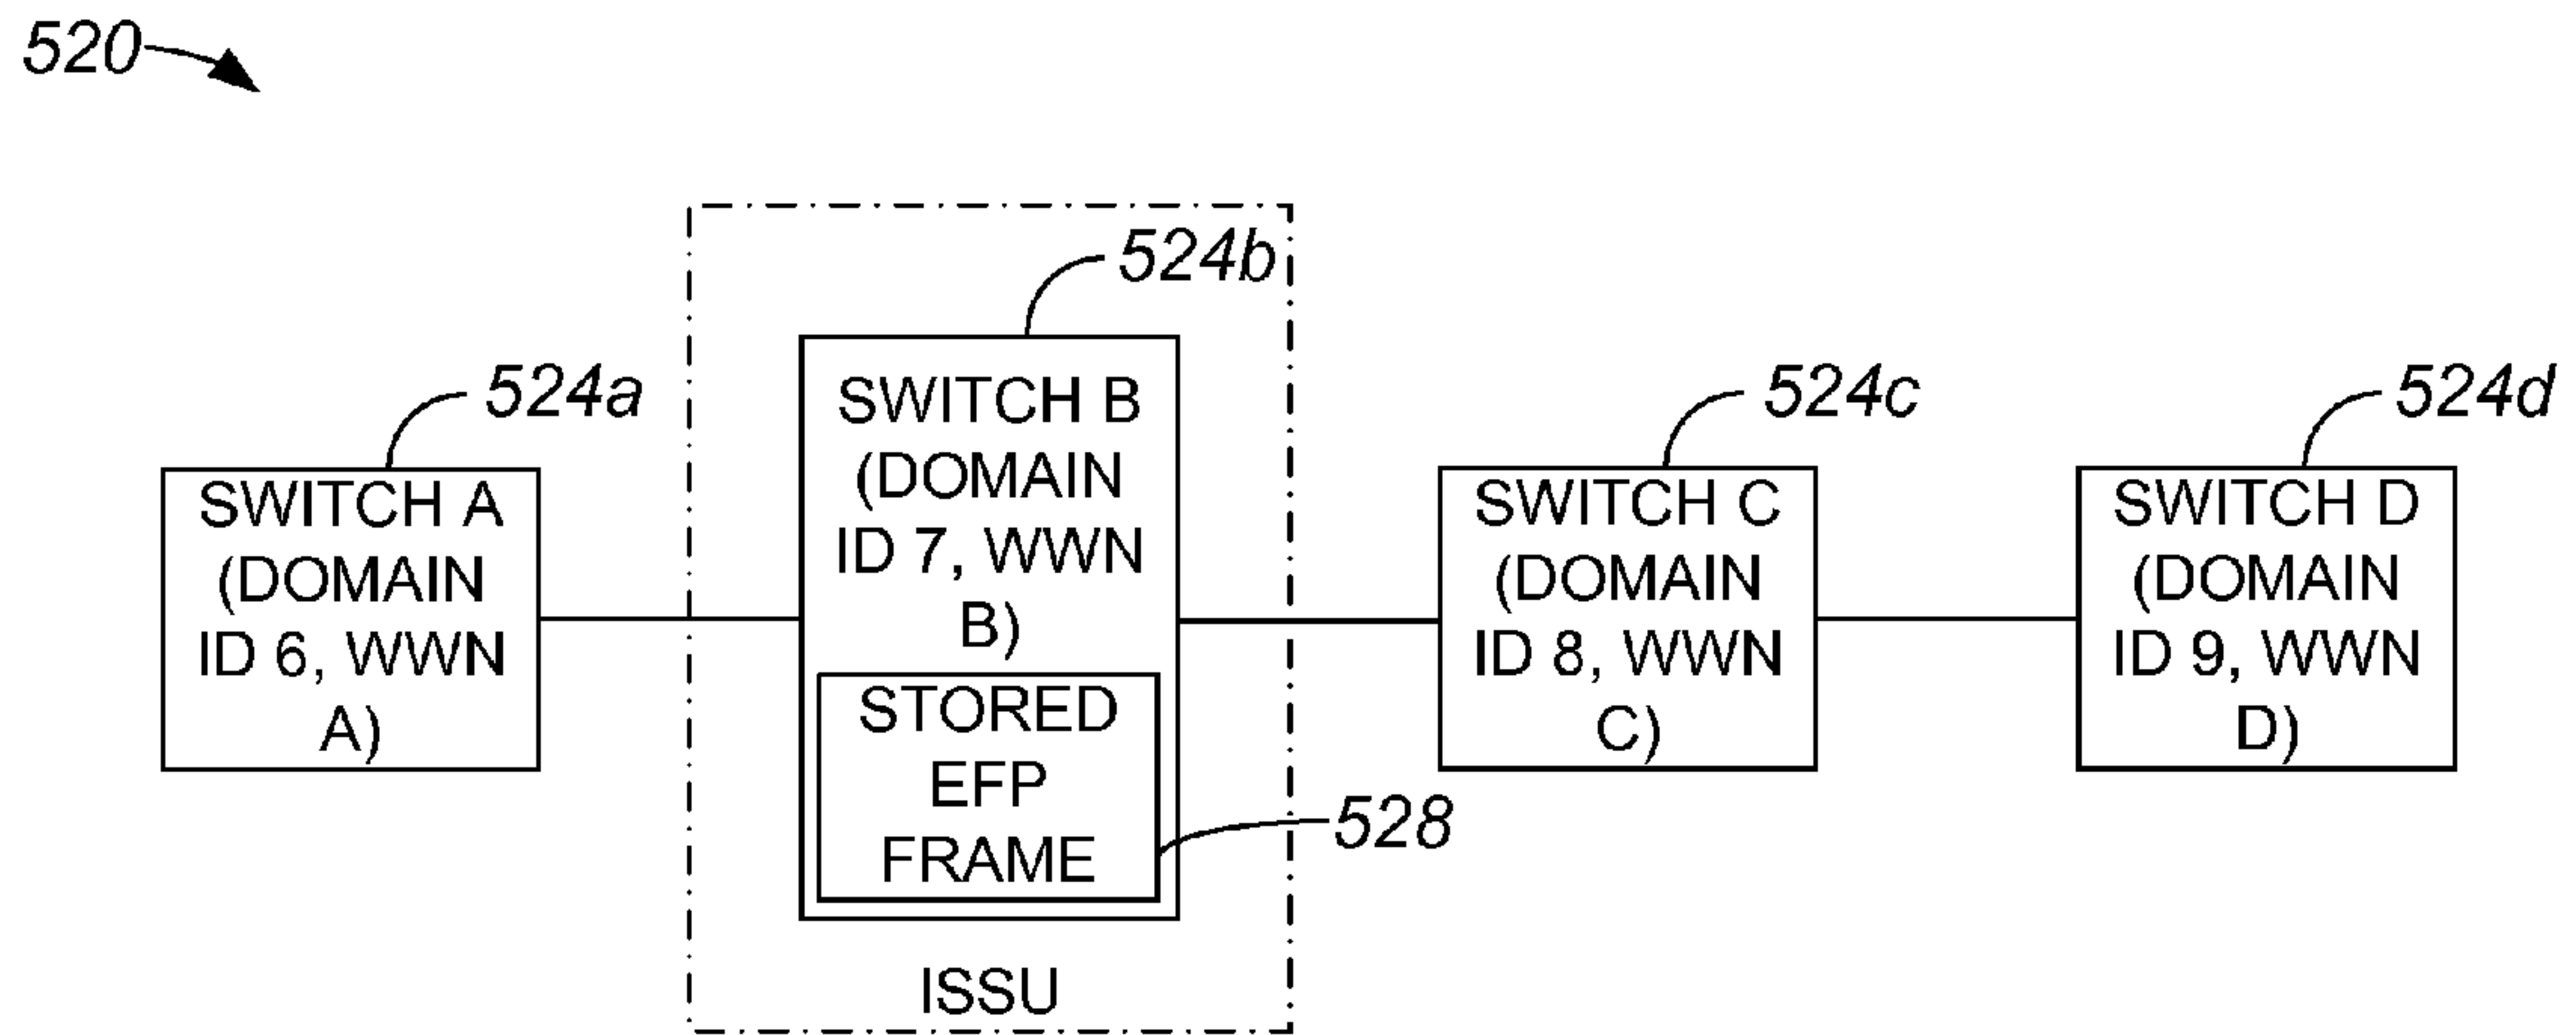 520
524b
524a
524c
524d
SWITCH A
(DOMAIN
ID 6, WWN
A)
SWITCH B
(DOMAIN
ID 7, WWN
B)
STORED
EFP
FRAME
528
ISSU
SWITCH C
(DOMAIN
ID 8, WWN
C)
SWITCH D
(DOMAIN
ID 9, WWN
D)